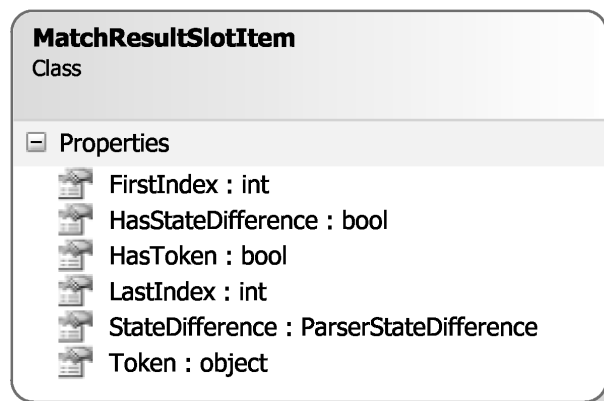 MatchResultSlotItem
Class
Properties
FirstIndex : int
HasStateDifference : bool
HasToken : bool
LastIndex : int
StateDifference : ParserStateDifference
Token : object